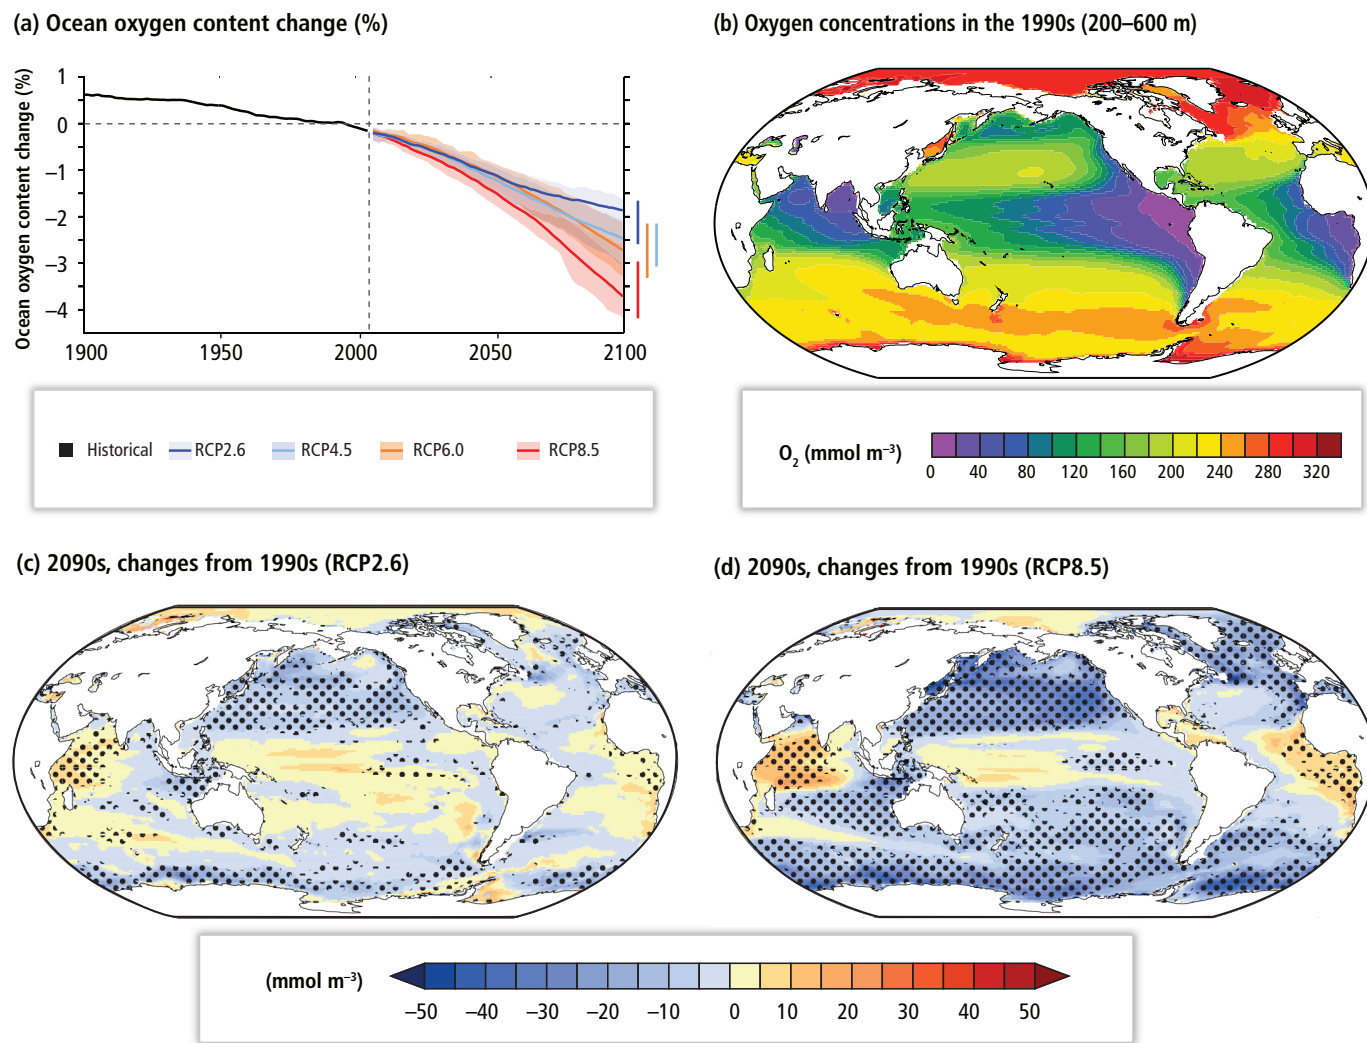 (a) Ocean oxygen content change (%)
Ocean oxygen content change (%)
1
0
−1
−2
−3
−4
1900 1950 2000 2050 2100
Historical RCP2.6 RCP4.5 RCP6.0 RCP8.5
(b) Oxygen concentrations in the 1990s (200–600 m)
O2 (mmol m−3)
0 40 80 120 160 200 240 280 320
(c) 2090s, changes from 1990s (RCP2.6)
(d) 2090s, changes from 1990s (RCP8.5)
(mmol m−3)
−50 −40 −30 −20 −10 0 10 20 30 40 50